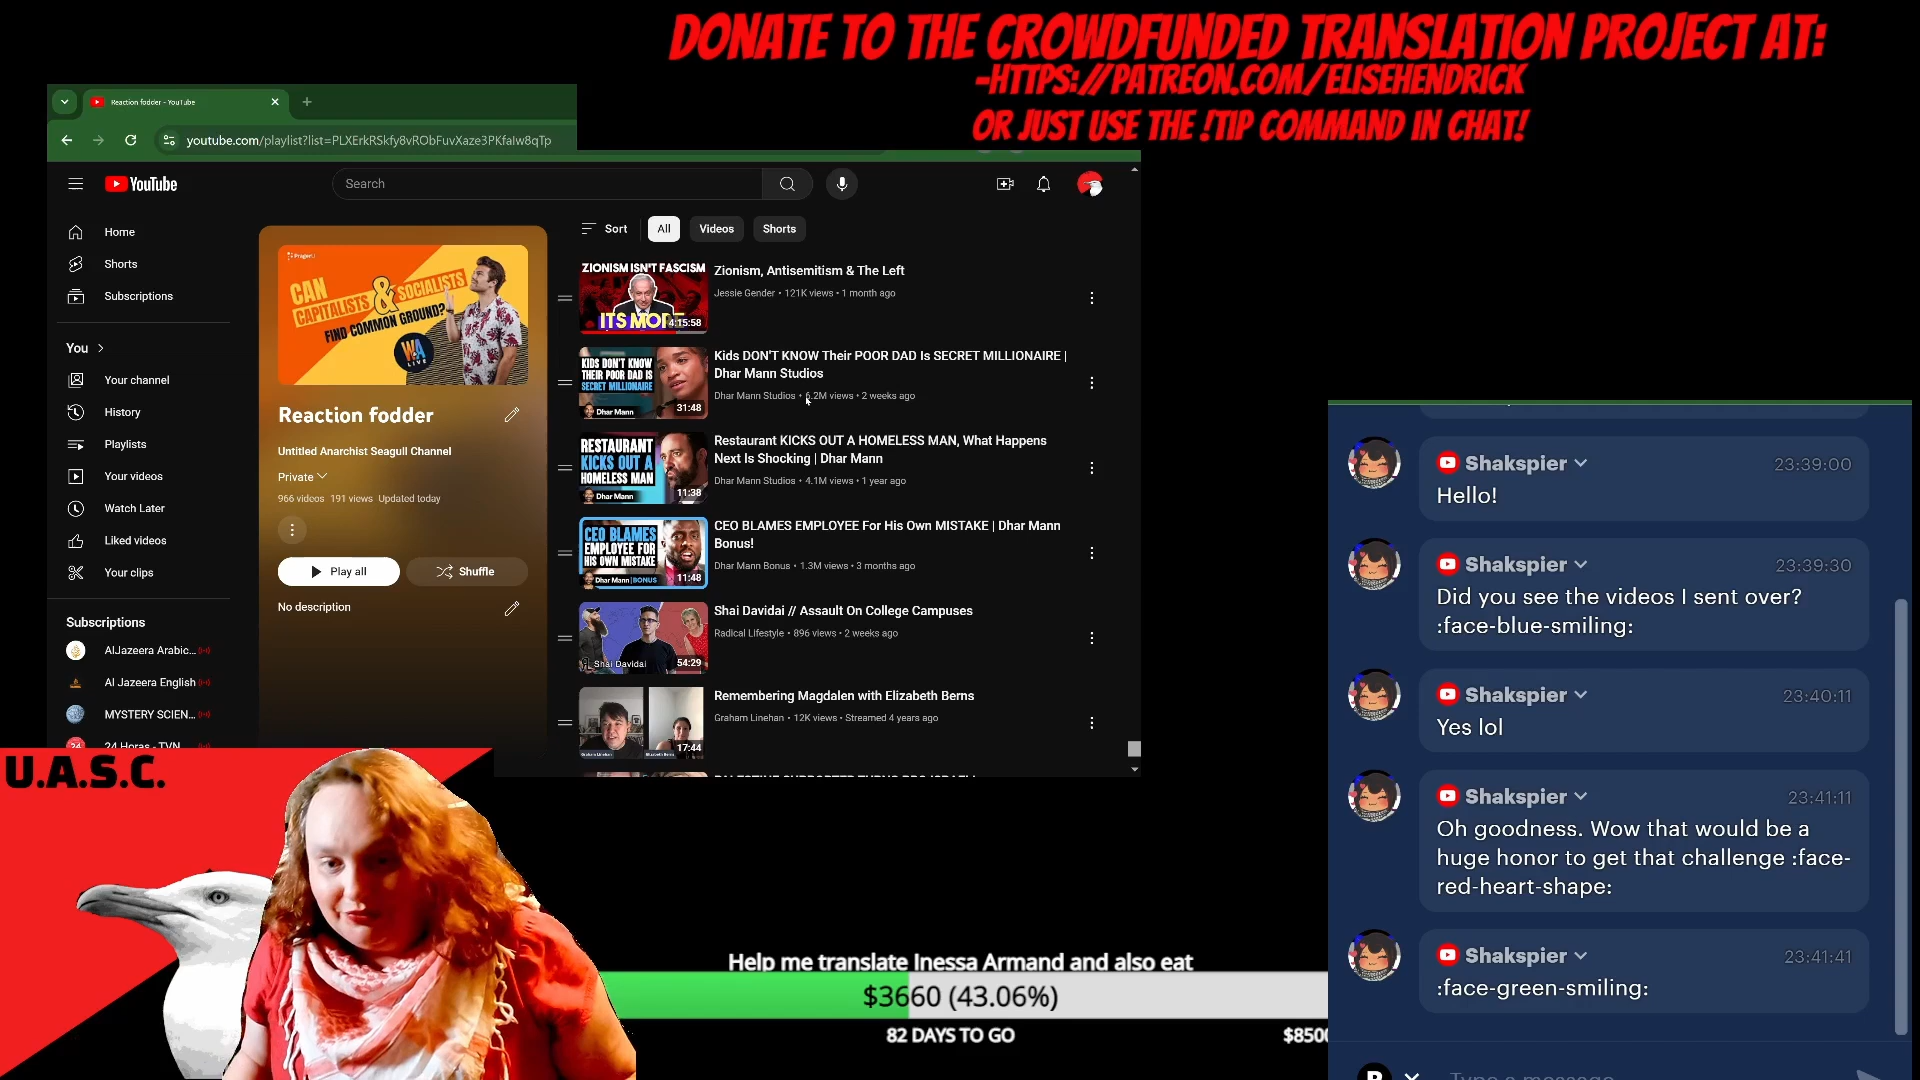 DONATE TO THE CROWDFUNDED TRANSLATION PROJECT AT:
-HTTPS://PATREON.COM/ELISEHENDRICK
OR JUST USE THE !TIP COMMAND IN CHAT!
Reaction fodder - YouTube
youtube.com/playlist?list=PLXErkRSkfy8vRObFuvXaze3PKfaIw8qTp
YouTube
Search
Home
Shorts
Subscriptions
You
Your channel
History
Playlists
Your videos
Watch Later
Liked videos
Your clips
Subscriptions
AlJazeera Arabic...
Al Jazeera English
MYSTERY SCIEN...
24 Horas - TVN
PragerU
CAN
CAPITALISTS & SOCIALISTS
FIND COMMON GROUND?
LIVE
Reaction fodder
Untitled Anarchist Seagull Channel
Private
966 videos 191 views Updated today
Play all
Shuffle
No description
Sort
All
Videos
Shorts
ZIONISM ISN'T FASCISM
4:15:58
Zionism, Antisemitism & The Left
Jessie Gender • 121K views • 1 month ago
KIDS DON'T KNOW
THEIR POOR DAD IS
SECRET MILLIONAIRE
Dhar Mann
31:48
Kids DON'T KNOW Their POOR DAD Is SECRET MILLIONAIRE |
Dhar Mann Studios
Dhar Mann Studios • 6.2M views • 2 weeks ago
RESTAURANT
KICKS OUT A
HOMELESS MAN
Dhar Mann
11:38
Restaurant KICKS OUT A HOMELESS MAN, What Happens
Next Is Shocking | Dhar Mann
Dhar Mann Studios • 4.1M views • 1 year ago
CEO BLAMES
EMPLOYEE FOR
HIS OWN MISTAKE
Dhar Mann BONUS
11:48
CEO BLAMES EMPLOYEE For His Own MISTAKE | Dhar Mann
Bonus!
Dhar Mann Bonus • 1.3M views • 3 months ago
Shai Davidai
54:29
Shai Davidai // Assault On College Campuses
Radical Lifestyle • 896 views • 2 weeks ago
17:44
Remembering Magdalen with Elizabeth Berns
Graham Linehan • 12K views • Streamed 4 years ago
U.A.S.C.
Help me translate Inessa Armand and also eat
$3660 (43.06%)
82 DAYS TO GO
Shakspier 23:39:00
Hello!
Shakspier 23:39:30
Did you see the videos I sent over?
:face-blue-smiling:
Shakspier 23:40:11
Yes lol
Shakspier 23:41:11
Oh goodness. Wow that would be a
huge honor to get that challenge :face-
red-heart-shape:
Shakspier 23:41:41
:face-green-smiling:
Type a message